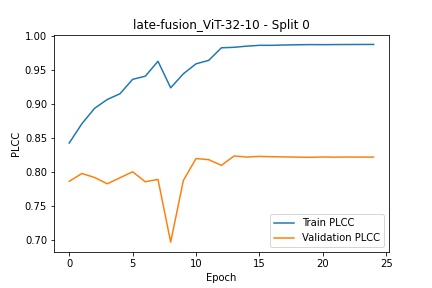 late-fusion_ViT-32-10 - Split 0
PLCC
1.00
0.95
0.90
0.85
0.80
0.75
0.70
0
5
10
15
20
25
Epoch
Train PLCC
Validation PLCC